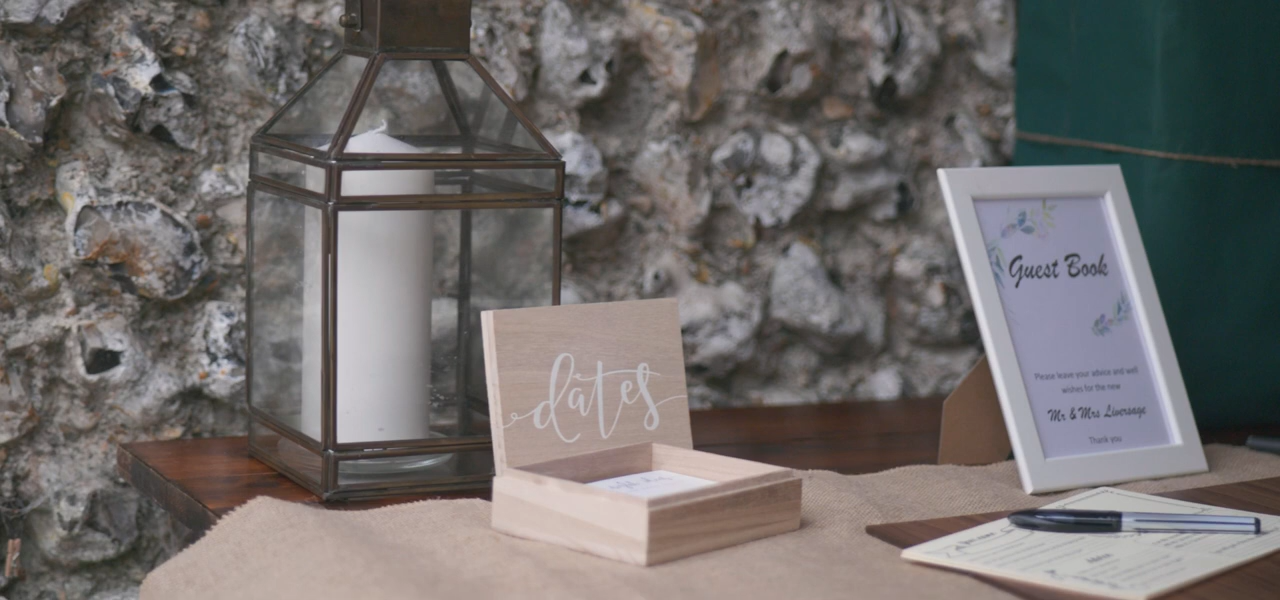 dates
Guest Book
Please leave your advice and well
wishes for the new
Mr & Mrs Liversage
Thank you